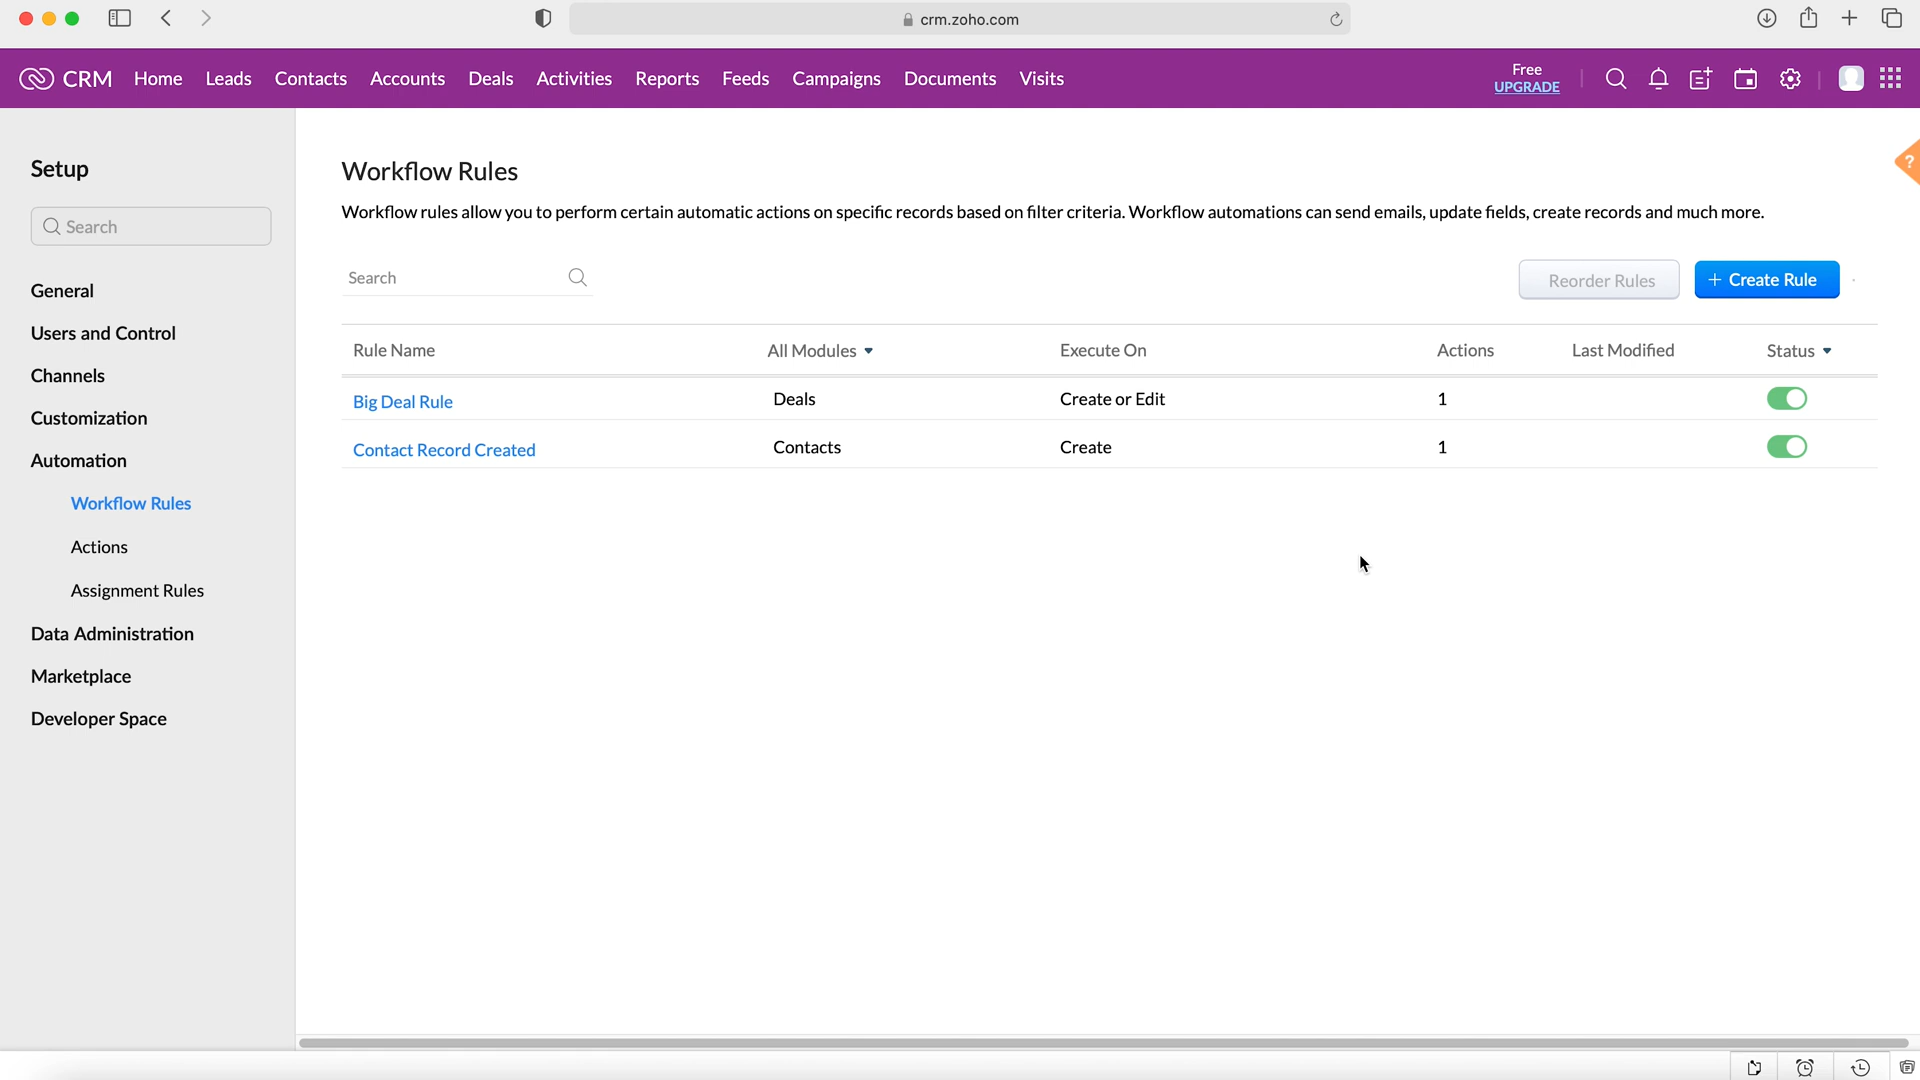 crm.zoho.com
CRM Home Leads Contacts Accounts Deals Activities Reports Feeds Campaigns Documents Visits
Free
UPGRADE
?
Setup
Search
General
Users and Control
Channels
Customization
Automation
Workflow Rules
Actions
Assignment Rules
Data Administration
Marketplace
Developer Space
Workflow Rules
Workflow rules allow you to perform certain automatic actions on specific records based on filter criteria. Workflow automations can send emails, update fields, create records and much more.
Search
Reorder Rules
+ Create Rule
Rule Name All Modules Execute On Actions Last Modified Status
Big Deal Rule Deals Create or Edit 1
Contact Record Created Contacts Create 1